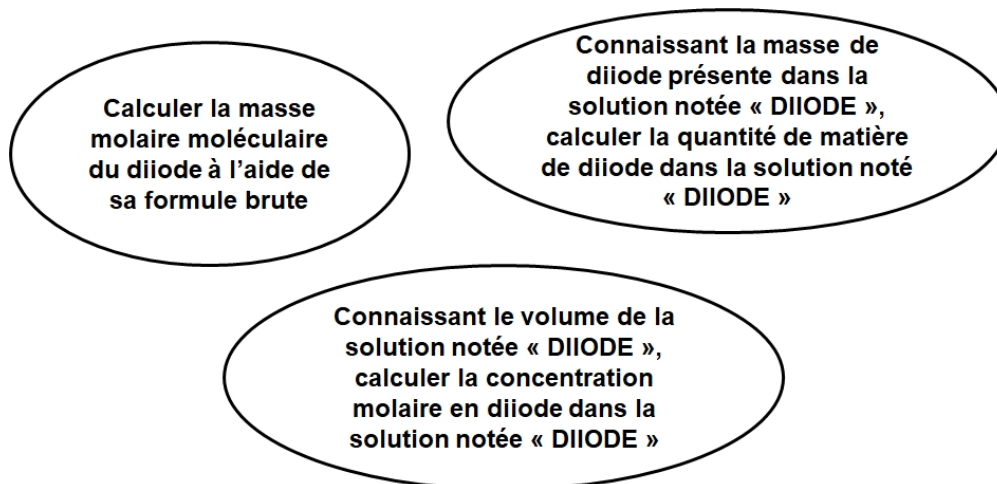 Calculer la masse
molaire moléculaire
du diiode à l’aide de
sa formule brute
Connaissant la masse de
diiode présente dans la
solution notée « DIIODE »,
calculer la quantité de matière
de diiode dans la solution noté
« DIIODE »
Connaissant le volume de la
solution notée « DIIODE »,
calculer la concentration
molaire en diiode dans la
solution notée « DIIODE »